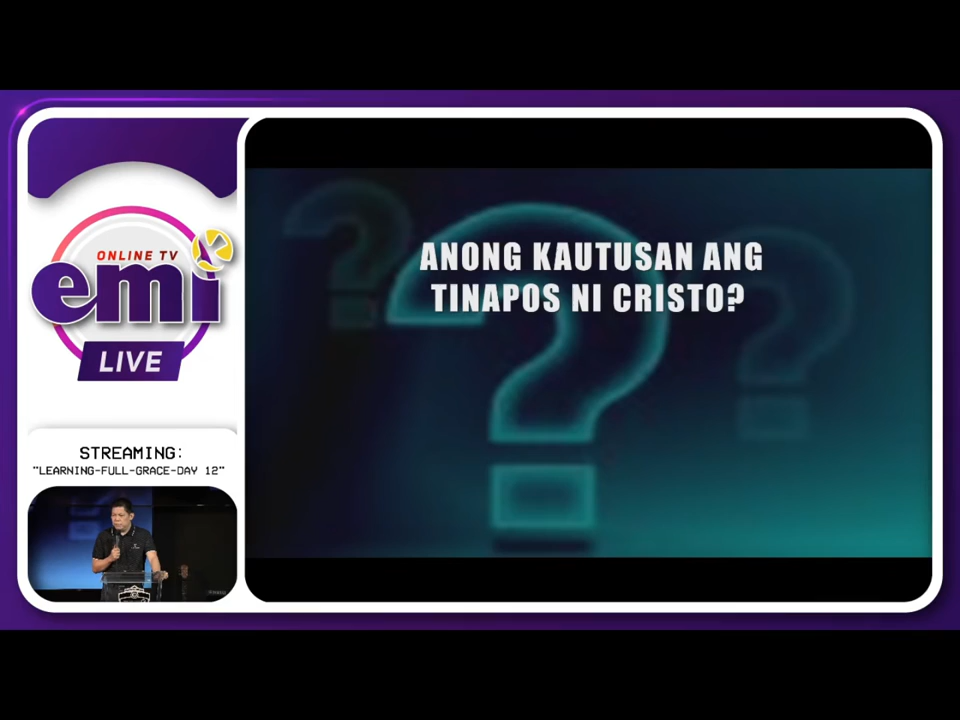 ONLINE TV
emi
LIVE
STREAMING:
"LEARNING-FULL-GRACE-DAY 12"
ANONG KAUTUSAN ANG
TINAPOS NI CRISTO?